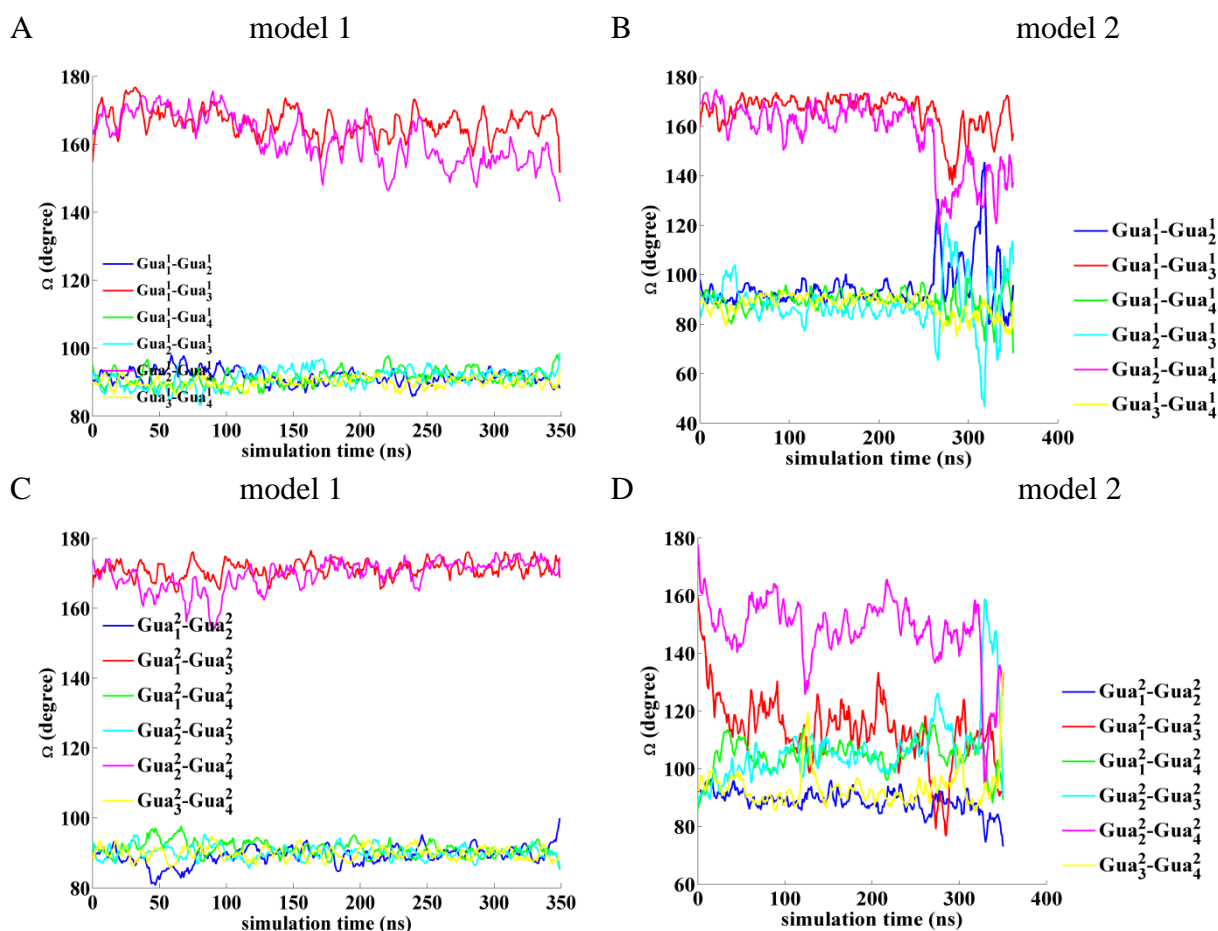 A model 1
180
160
140
120
100
80
Ω (degree)
0 50 100 150 200 250 300 350
simulation time (ns)
Gua¹₁-Gua¹₂
Gua¹₁-Gua¹₃
Gua¹₁-Gua¹₄
Gua¹₂-Gua¹₃
Gua¹₂-Gua¹₄
Gua¹₃-Gua¹₄
B model 2
180
160
140
120
100
80
60
40
Ω (degree)
0 100 200 300 400
simulation time (ns)
Gua¹₁-Gua¹₂
Gua¹₁-Gua¹₃
Gua¹₁-Gua¹₄
Gua¹₂-Gua¹₃
Gua¹₂-Gua¹₄
Gua¹₃-Gua¹₄
C model 1
180
160
140
120
100
80
Ω (degree)
0 50 100 150 200 250 300 350
simulation time (ns)
Gua²₁-Gua²₂
Gua²₁-Gua²₃
Gua²₁-Gua²₄
Gua²₂-Gua²₃
Gua²₂-Gua²₄
Gua²₃-Gua²₄
D model 2
180
160
140
120
100
80
60
Ω (degree)
0 100 200 300 400
simulation time (ns)
Gua²₁-Gua²₂
Gua²₁-Gua²₃
Gua²₁-Gua²₄
Gua²₂-Gua²₃
Gua²₂-Gua²₄
Gua²₃-Gua²₄